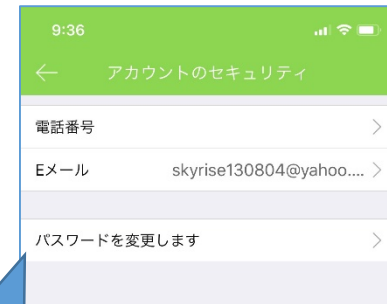 9:36
アカウントのセキュリティ
電話番号
Eメール skyrise130804@yahoo....
パスワードを変更します